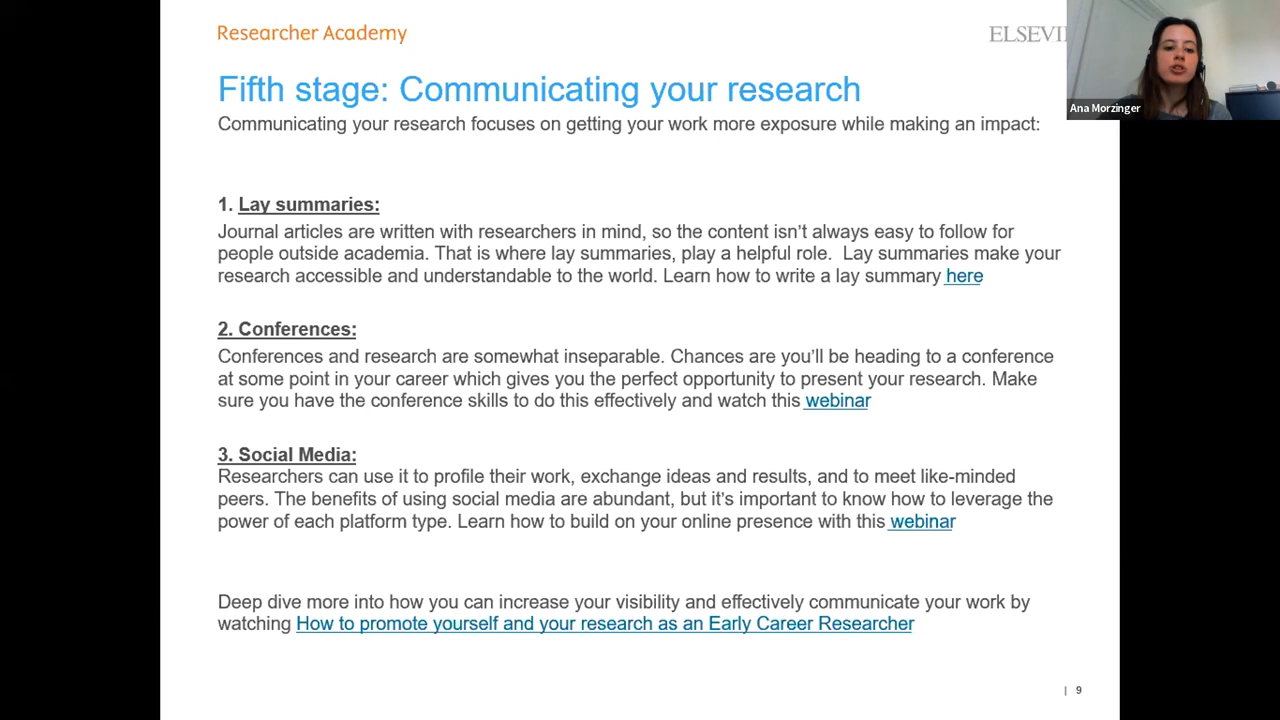 Researcher Academy
ELSEVI
Ana Morzinger
Fifth stage: Communicating your research
Communicating your research focuses on getting your work more exposure while making an impact:
1. Lay summaries:
Journal articles are written with researchers in mind, so the content isn't always easy to follow for
people outside academia. That is where lay summaries, play a helpful role.  Lay summaries make your
research accessible and understandable to the world. Learn how to write a lay summary here
2. Conferences:
Conferences and research are somewhat inseparable. Chances are you'll be heading to a conference
at some point in your career which gives you the perfect opportunity to present your research. Make
sure you have the conference skills to do this effectively and watch this webinar
3. Social Media:
Researchers can use it to profile their work, exchange ideas and results, and to meet like-minded
peers. The benefits of using social media are abundant, but it's important to know how to leverage the
power of each platform type. Learn how to build on your online presence with this webinar
Deep dive more into how you can increase your visibility and effectively communicate your work by
watching How to promote yourself and your research as an Early Career Researcher
| 9